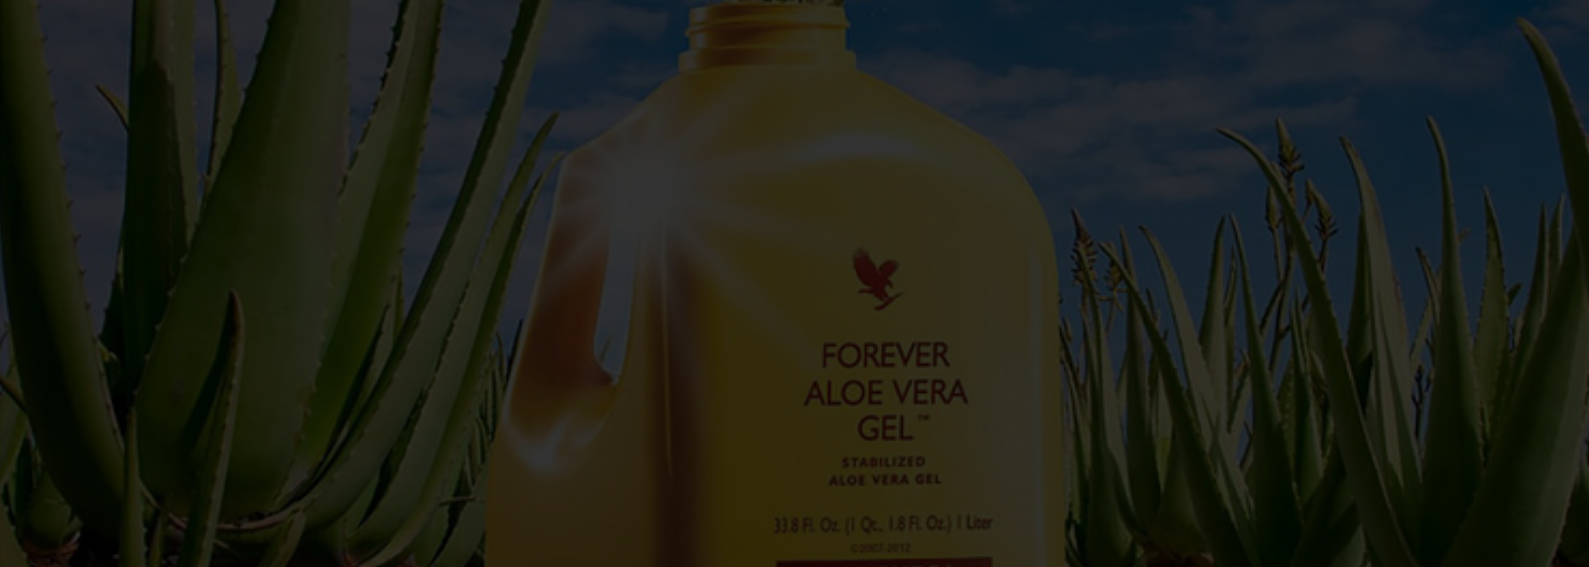 FOREVER
ALOE VERA
GEL™
STABILIZED
ALOE VERA GEL
33.8 Fl. Oz. (1 Qt., 1.8 Fl. Oz.) 1 Liter
©2007-2012